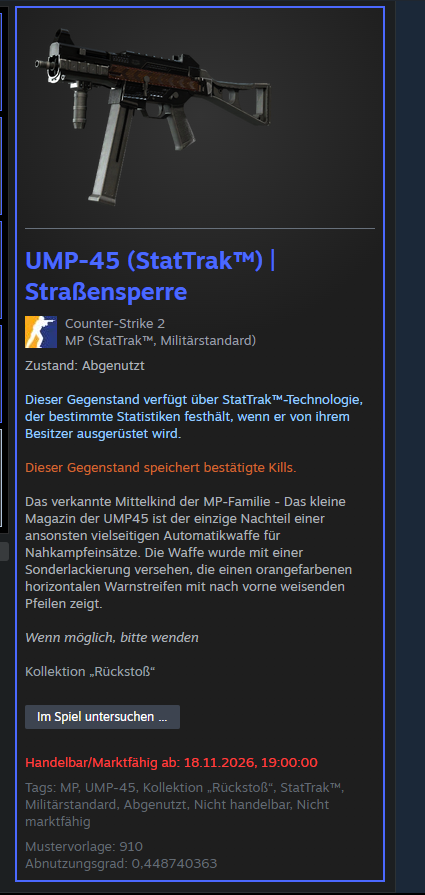 UMP-45 (StatTrak™) |
Straßensperre
Counter-Strike 2
MP (StatTrak™, Militärstandard)
Zustand: Abgenutzt
Dieser Gegenstand verfügt über StatTrak™-Technologie,
der bestimmte Statistiken festhält, wenn er von ihrem
Besitzer ausgerüstet wird.
Dieser Gegenstand speichert bestätigte Kills.
Das verkannte Mittelkind der MP-Familie - Das kleine
Magazin der UMP45 ist der einzige Nachteil einer
ansonsten vielseitigen Automatikwaffe für
Nahkampfeinsätze. Die Waffe wurde mit einer
Sonderlackierung versehen, die einen orangefarbenen
horizontalen Warnstreifen mit nach vorne weisenden
Pfeilen zeigt.
Wenn möglich, bitte wenden
Kollektion „Rückstoß“
Im Spiel untersuchen ...
Handelbar/Marktfähig ab: 18.11.2026, 19:00:00
Tags: MP, UMP-45, Kollektion „Rückstoß“, StatTrak™,
Militärstandard, Abgenutzt, Nicht handelbar, Nicht
marktfähig
Mustervorlage: 910
Abnutzungsgrad: 0,448740363